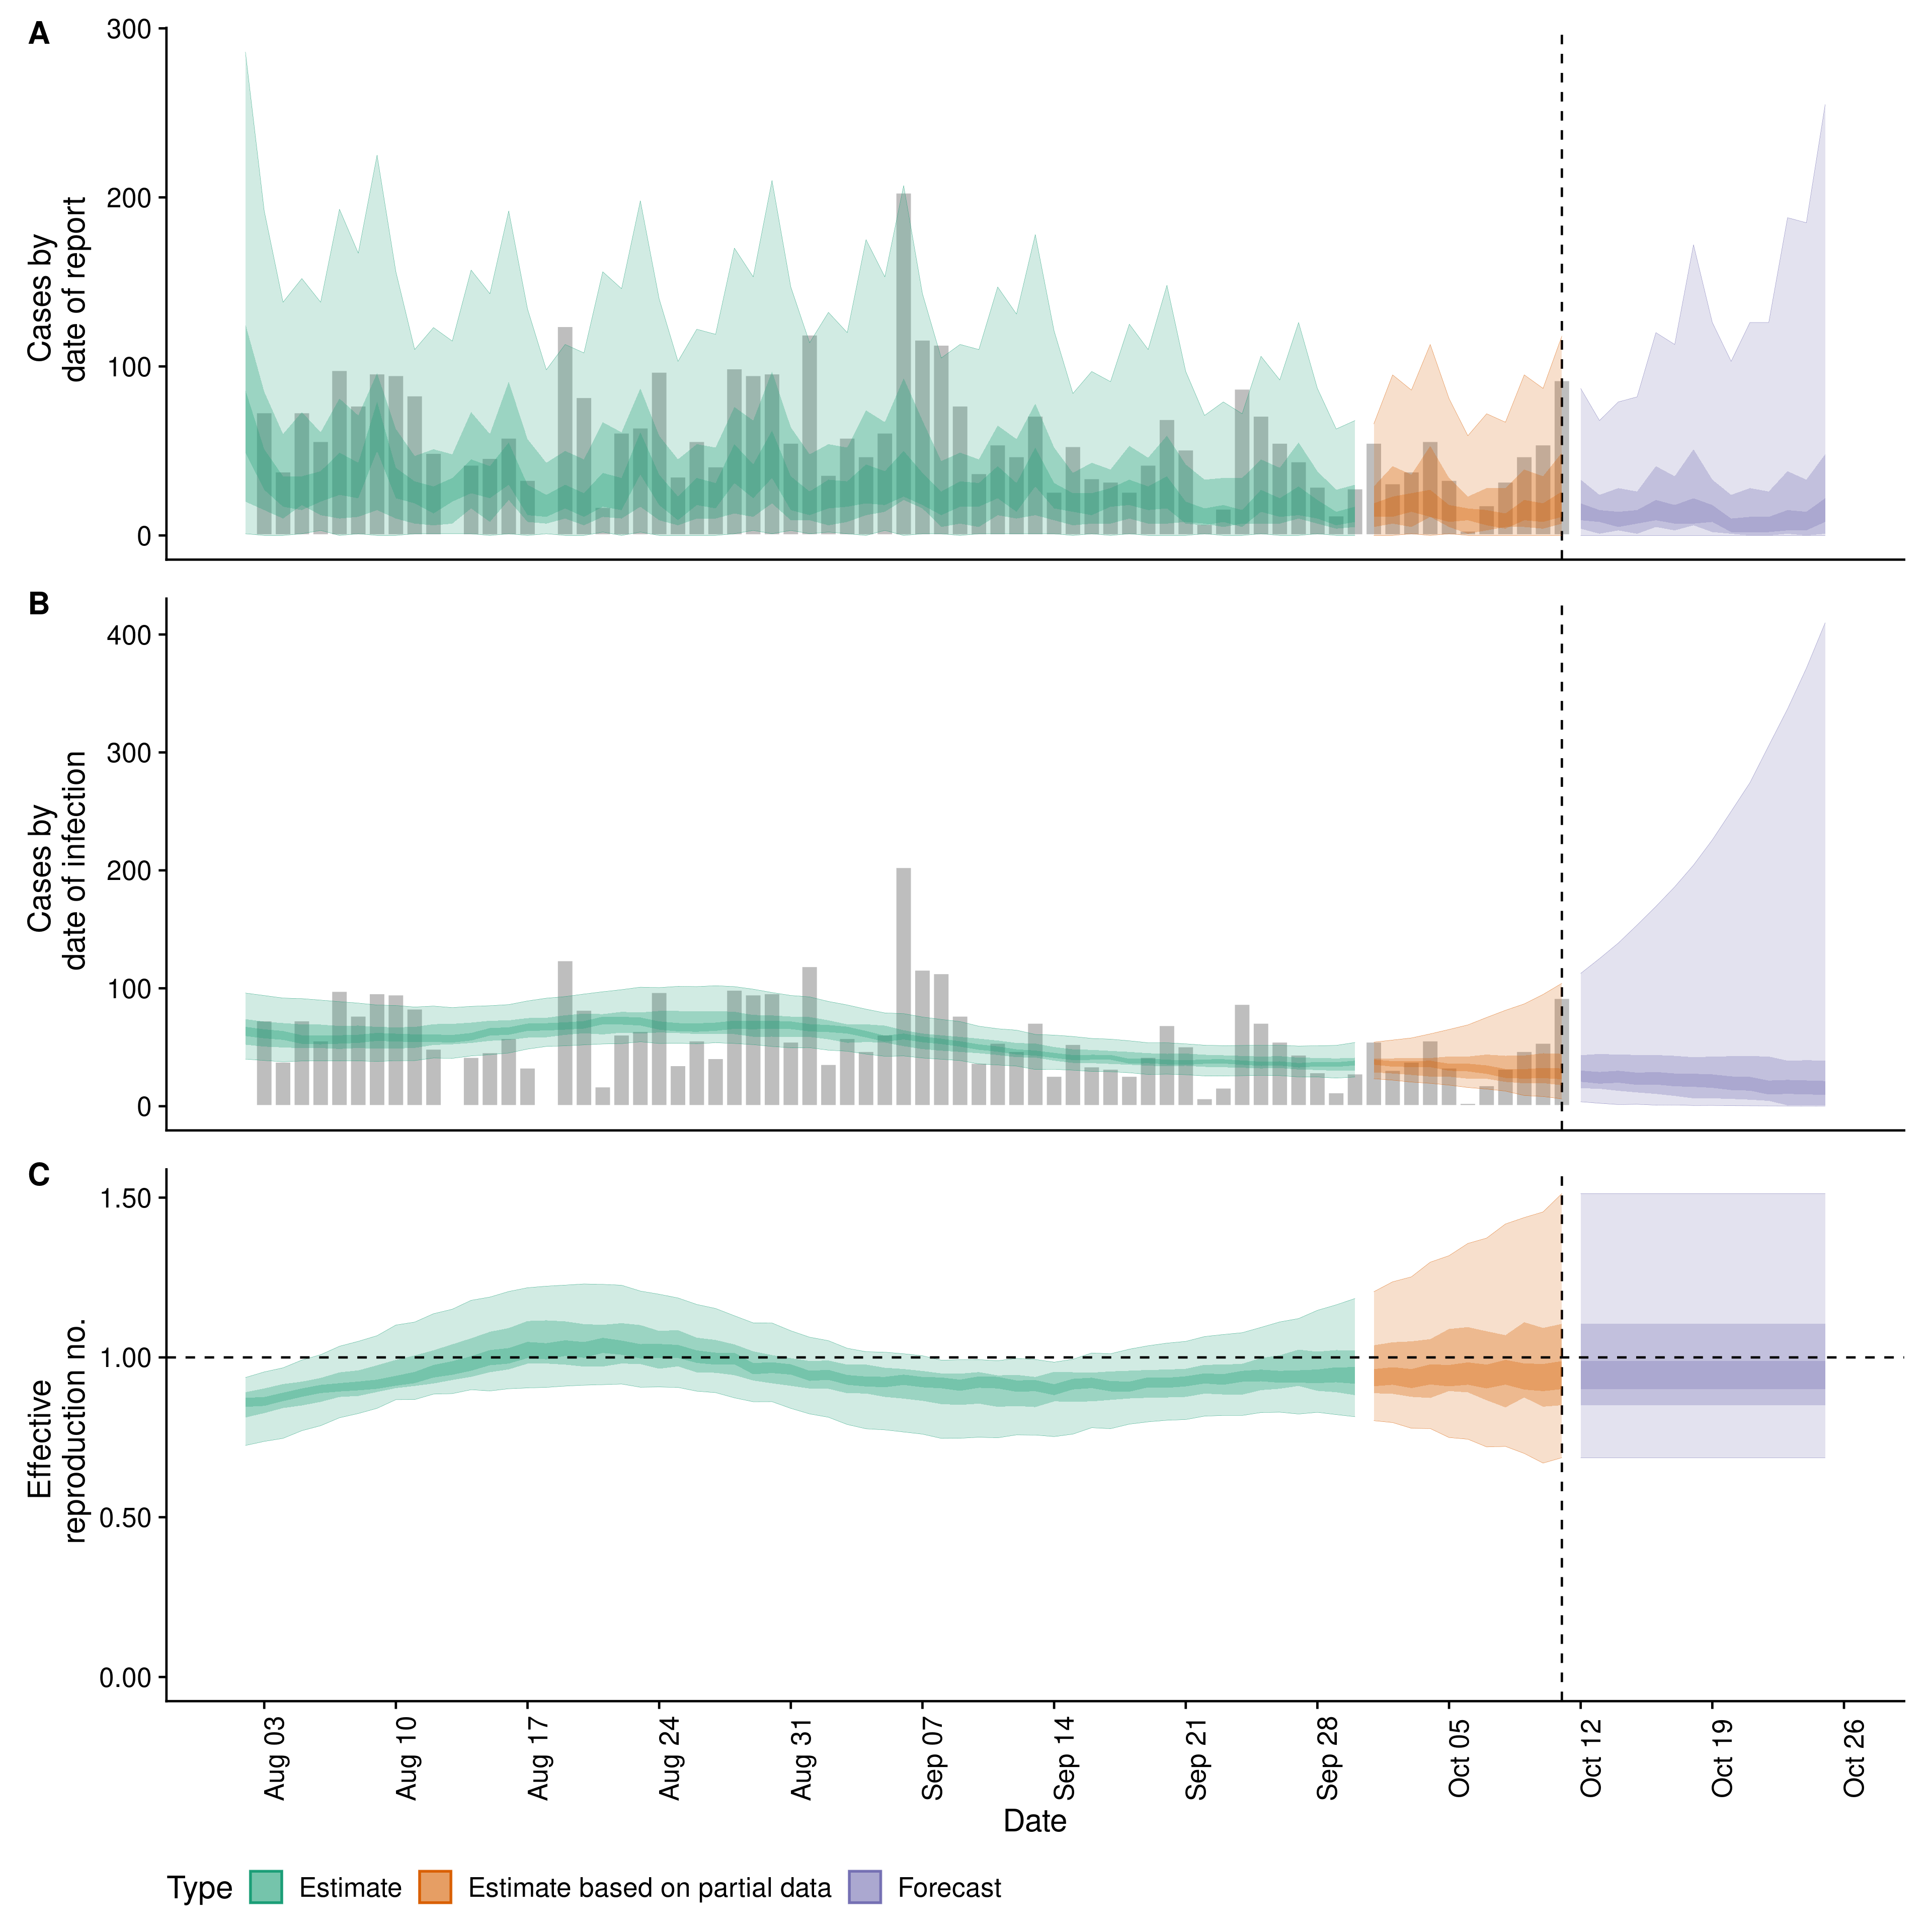 A
300
200
100
0
Cases by
date of report
B
400
300
200
100
0
Cases by
date of infection
C
1.50
1.00
0.50
0.00
Effective
reproduction no.
Aug 03
Aug 10
Aug 17
Aug 24
Aug 31
Sep 07
Sep 14
Sep 21
Sep 28
Oct 05
Oct 12
Oct 19
Oct 26
Date
Type Estimate Estimate based on partial data Forecast